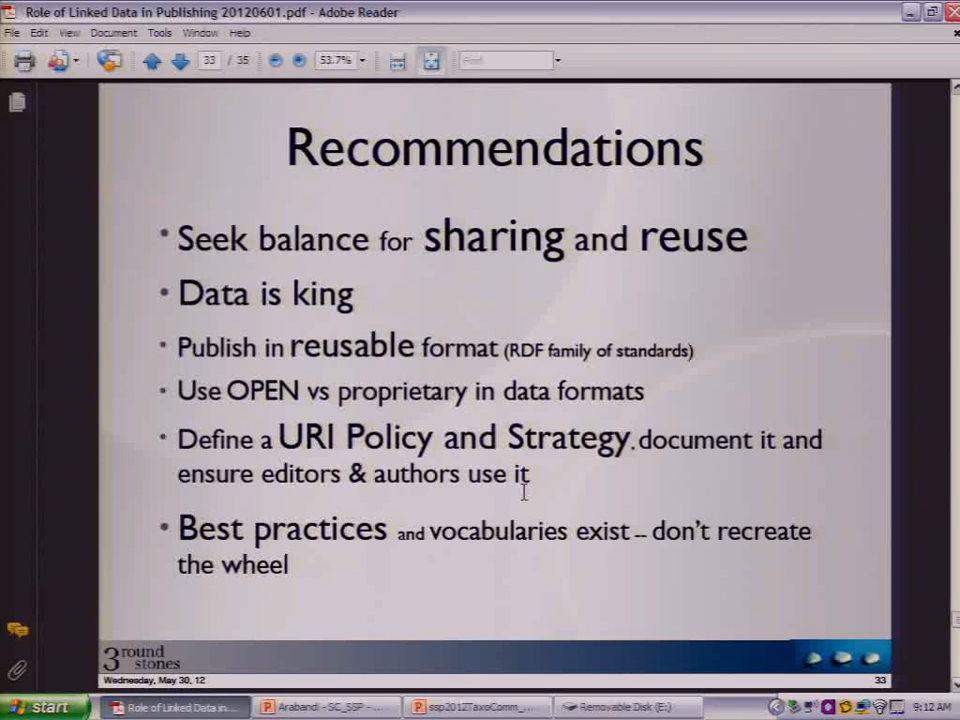 Role of Linked Data in Publishing 20120601.pdf - Adobe Reader
File Edit View Document Tools Window Help
33 / 35 53.7% Find
Recommendations
• Seek balance for sharing and reuse
• Data is king
• Publish in reusable format (RDF family of standards)
• Use OPEN vs proprietary in data formats
• Define a URI Policy and Strategy, document it and
ensure editors & authors use it
• Best practices and vocabularies exist -- don't recreate
the wheel
3 round
stones
Wednesday, May 30, 12 33
start Role of Linked Data in... Arabandi - SC_SSP - ... ssp2012TaxoComm_... Removable Disk (E:) 9:12 AM